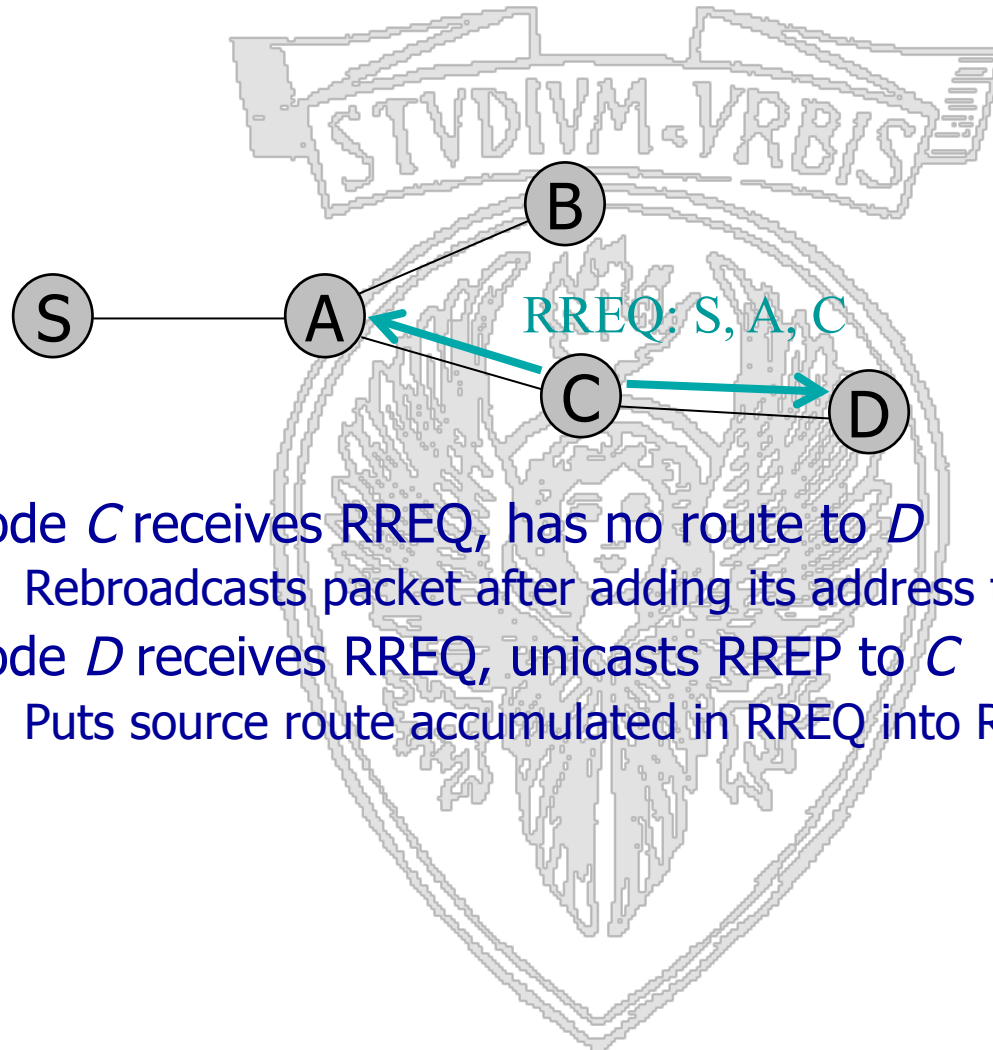 STVDIVM VRBIS
B
S
A
RREQ: S, A, C
C
D
ode C receives RREQ, has no route to D
Rebroadcasts packet after adding its address
ode D receives RREQ, unicasts RREP to C
Puts source route accumulated in RREQ into R